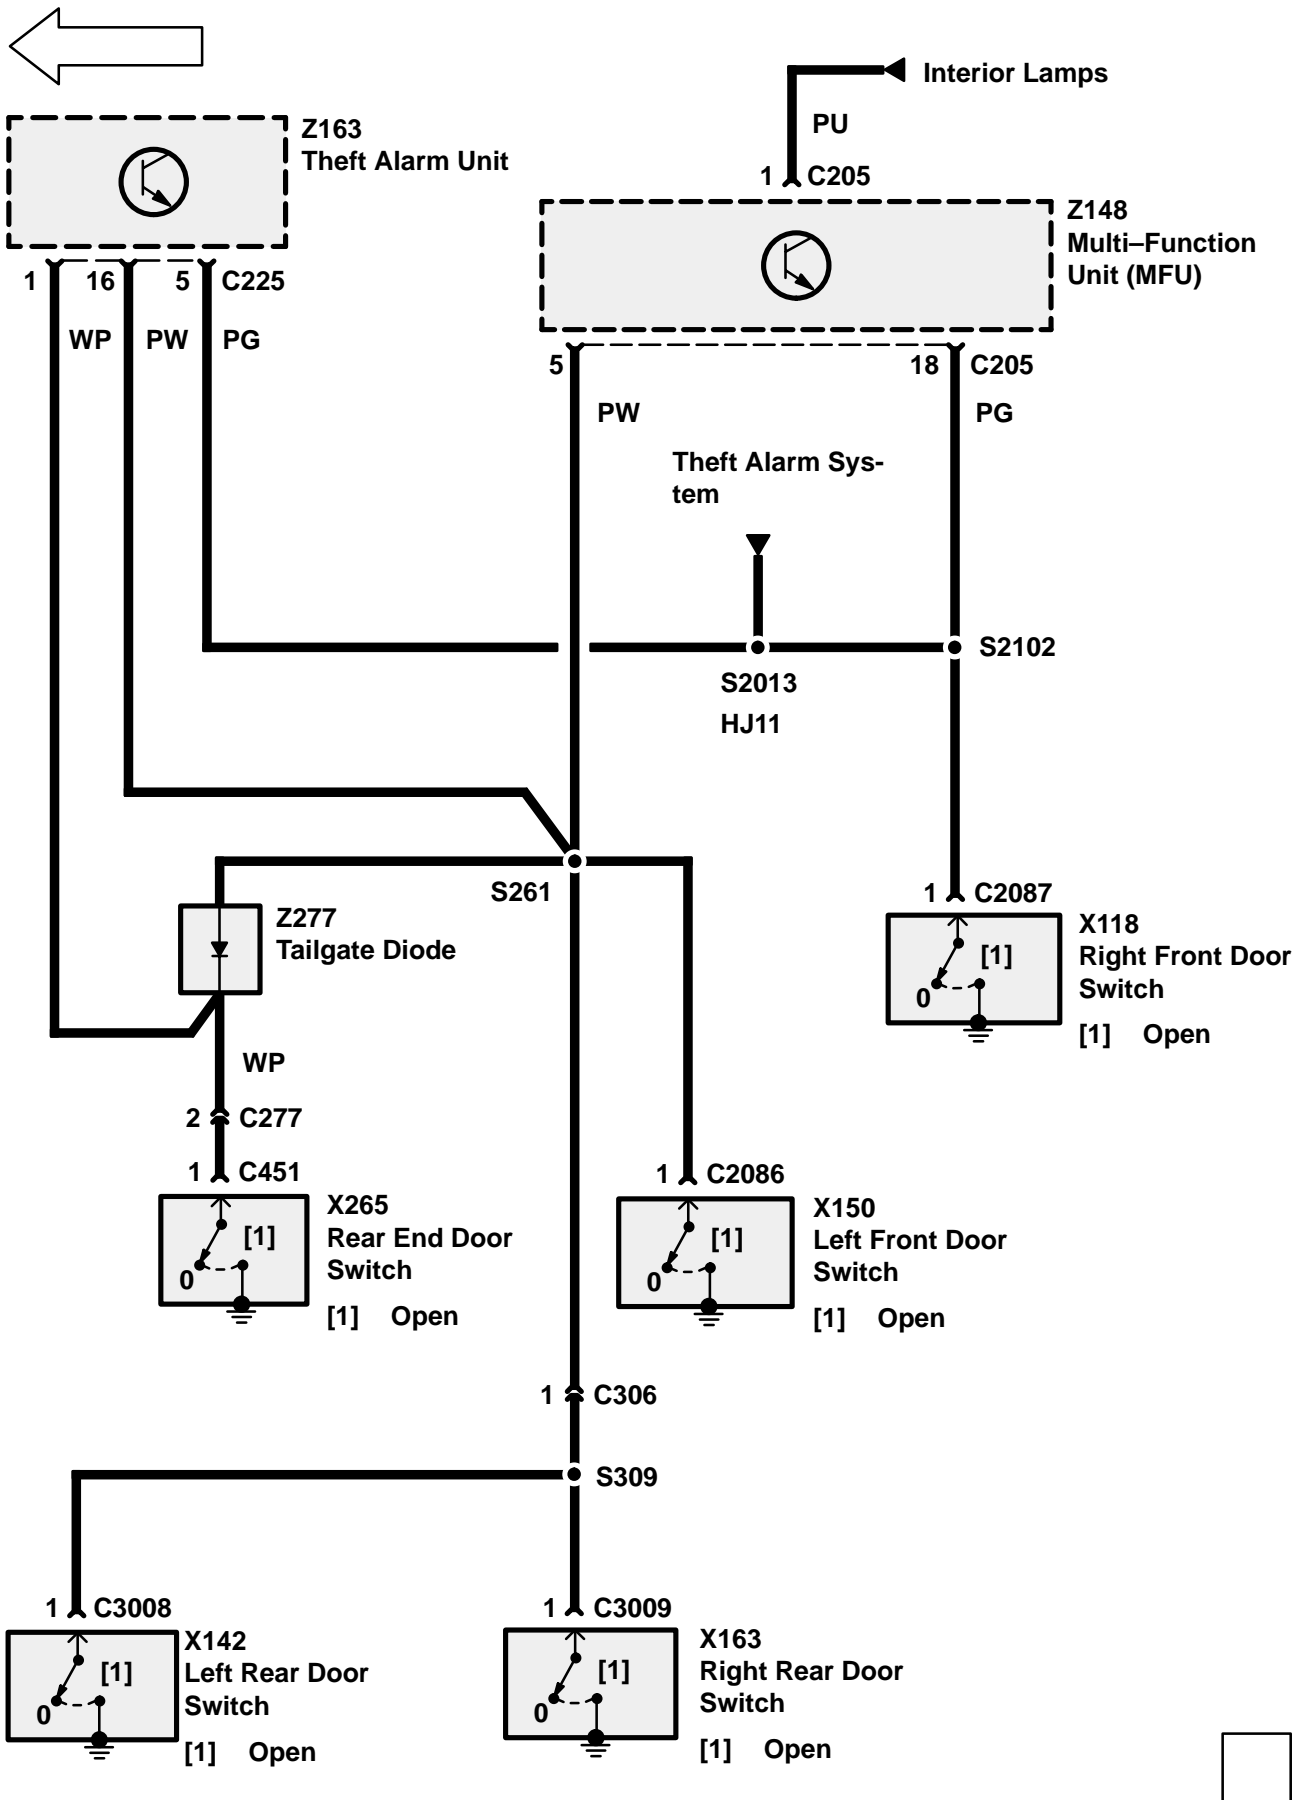 Interior Lamps
PU
1 C205
Z163
Theft Alarm Unit
Z148
Multi–Function
Unit (MFU)
1 16 5 C225
WP PW PG
5 18 C205
PW PG
Theft Alarm Sys-
tem
S2102
S2013
HJ11
S261
1 C2087
Z277
Tailgate Diode
X118
Right Front Door
Switch
[1] Open
[1]
0
WP
2 C277
1 C451
1 C2086
X265
Rear End Door
Switch
[1] Open
[1]
0
X150
Left Front Door
Switch
[1] Open
[1]
0
1 C306
S309
1 C3008
1 C3009
X142
Left Rear Door
Switch
[1] Open
[1]
0
X163
Right Rear Door
Switch
[1] Open
[1]
0